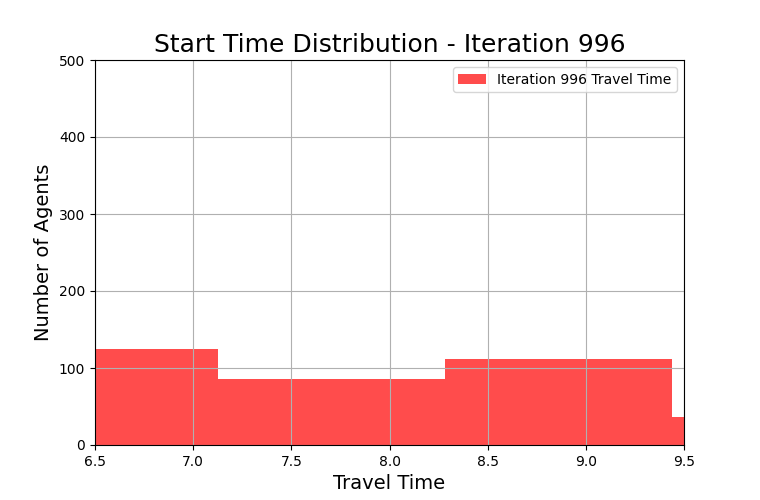 Start Time Distribution - Iteration 996
Iteration 996 Travel Time
Number of Agents
500
400
300
200
100
0
6.5 7.0 7.5 8.0 8.5 9.0 9.5
Travel Time